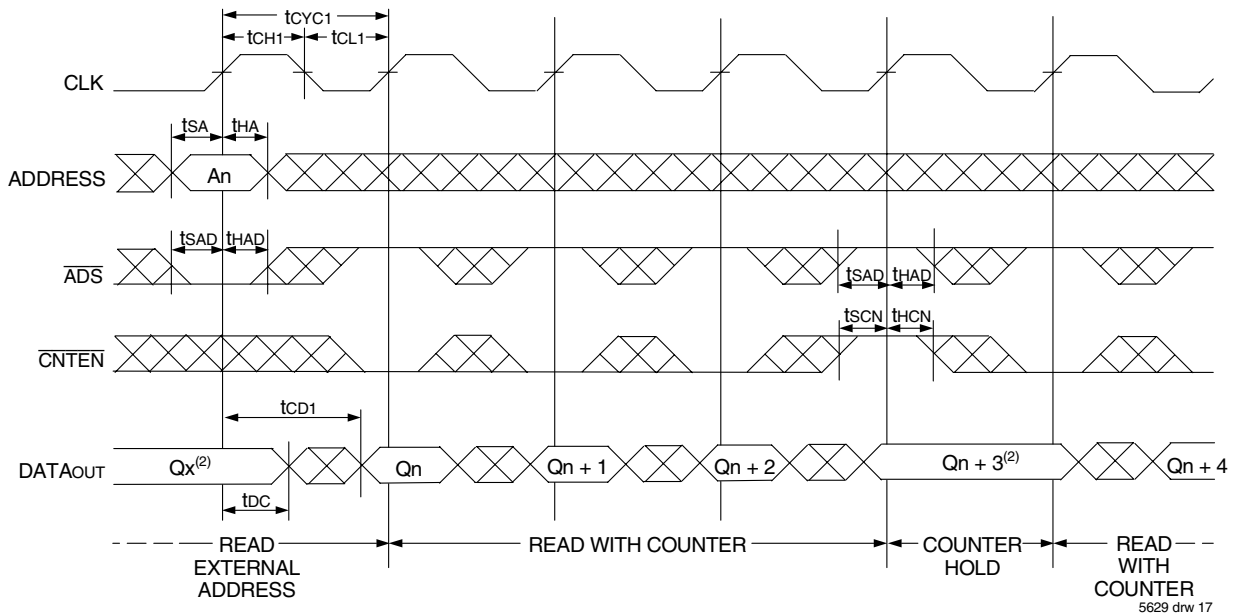 tCYC1
tCH1 tCL1
CLK
tSA tHA
ADDRESS An
tSAD tHAD
ADS
tSAD tHAD
tSCN tHCN
CNTEN
tCD1
DATAOUT Qx(2) Qn Qn + 1 Qn + 2 Qn + 3(2) Qn + 4
tDC
READ EXTERNAL ADDRESS
READ WITH COUNTER
COUNTER HOLD
READ WITH COUNTER
5629 drw 17